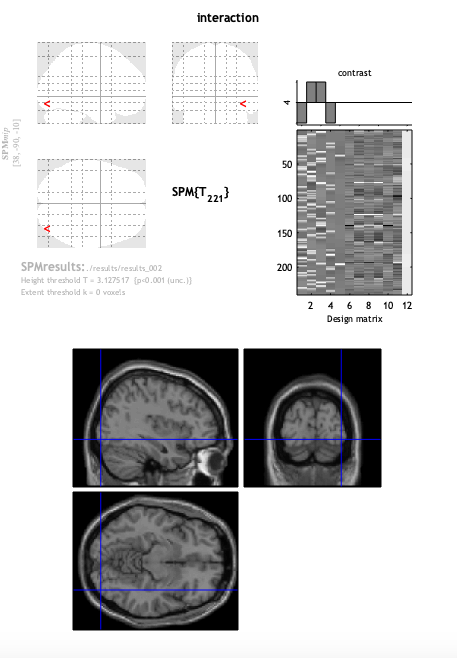 interaction
<
<
contrast
4
SPMmip
[38, -90, -10]
<
SPM{T221}
50
100
150
200
2 4 6 8 10 12
Design matrix
SPMresults: ./results/results_002
Height threshold T = 3.127517 {p<0.001 (unc.)}
Extent threshold k = 0 voxels